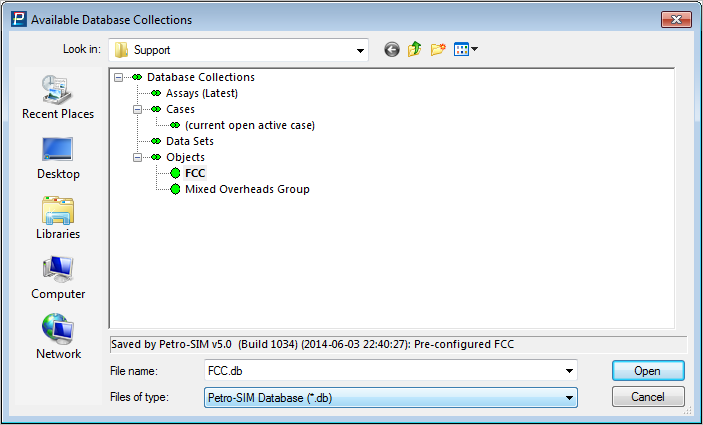 Available Database Collections
Look in: Support
Recent Places
Desktop
Libraries
Computer
Network
Database Collections
Assays (Latest)
Cases
(current open active case)
Data Sets
Objects
FCC
Mixed Overheads Group
Saved by Petro-SIM v5.0 (Build 1034) (2014-06-03 22:40:27): Pre-configured FCC
File name: FCC.db Open
Files of type: Petro-SIM Database (*.db) Cancel